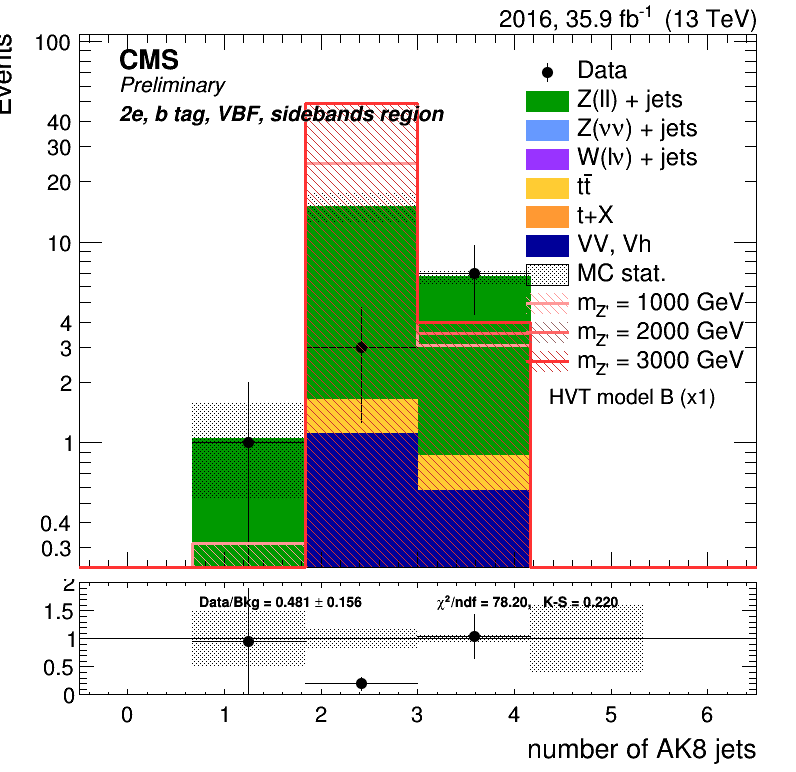 2016, 35.9 fb⁻¹ (13 TeV)
Events
100
40
30
20
10
4
3
2
1
0.4
0.3
CMS
Preliminary
2e, b tag, VBF, sidebands region
Data
Z(ll) + jets
Z(νν) + jets
W(lν) + jets
tt̄
t+X
VV, Vh
MC stat.
m_Z' = 1000 GeV
m_Z' = 2000 GeV
m_Z' = 3000 GeV
HVT model B (x1)
2
1.5
1
0.5
0
Data/Bkg = 0.481 ± 0.156
χ²/ndf = 78.20, K-S = 0.220
0 1 2 3 4 5 6
number of AK8 jets